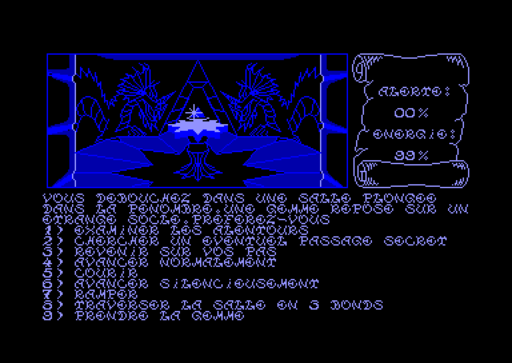 ALERTE:
00%
ENERGIE:
99%
VOUS DEBOUCHEZ DANS UNE SALLE PLONGEE
DANS LA PENOMBRE.UNE GEMME REPOSE SUR UN
ETRANGE SOCLE.PREFEREZ-VOUS
1) EXAMINER LES ALENTOURS
2) CHERCHER UN EVENTUEL PASSAGE SECRET
3) REVENIR SUR VOS PAS
4) AVANCER NORMALEMENT
5) COURIR
6) AVANCER SILENCIEUSEMENT
7) RAMPER
8) TRAVERSER LA SALLE EN 3 BONDS
9) PRENDRE LA GEMME